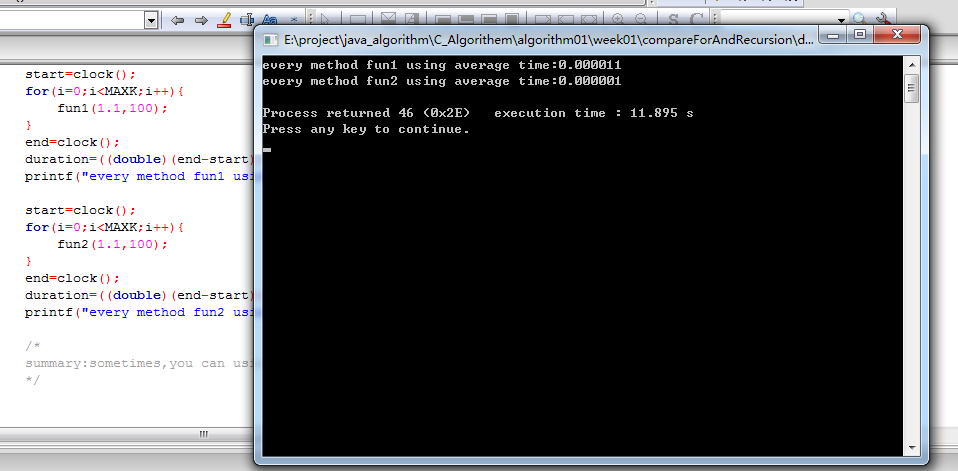 E:\project\java_algorithm\C_Algorithem\algorithm01\week01\compareForAndRecursion\d...
start=clock();
for(i=0;i<MAXK;i++){
fun1(1.1,100);
}
end=clock();
duration=((double)(end-start)
printf("every method fun1 usi
start=clock();
for(i=0;i<MAXK;i++){
fun2(1.1,100);
}
end=clock();
duration=((double)(end-start)
printf("every method fun2 usi
/*
summary:sometimes,you can usi
*/
every method fun1 using average time:0.000011
every method fun2 using average time:0.000001
Process returned 46 (0x2E)   execution time : 11.895 s
Press any key to continue.